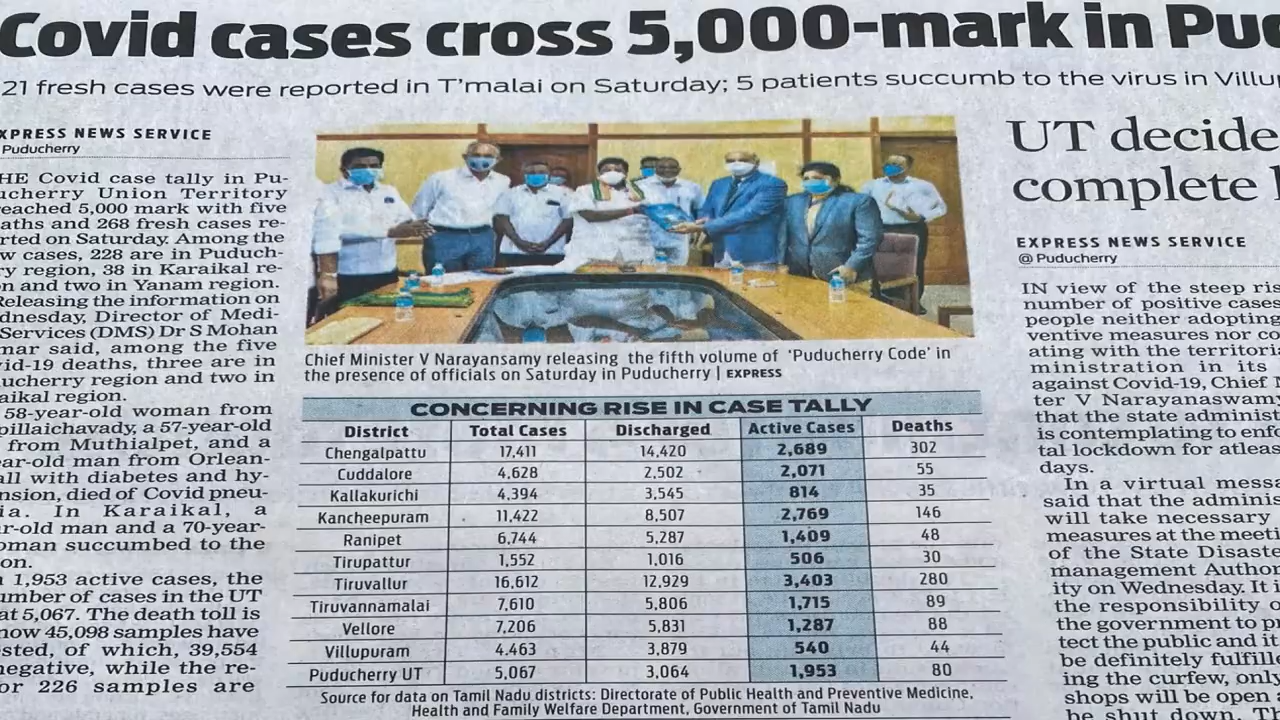 Covid cases cross 5,000-mark in Puc
21 fresh cases were reported in T'malai on Saturday; 5 patients succumb to the virus in Villu
XPRESS NEWS SERVICE
Puducherry
HE Covid case tally in Pu-
ucherry Union Territory
reached 5,000 mark with five
aths and 268 fresh cases re-
rted on Saturday. Among the
w cases, 228 are in Puduch-
ry region, 38 in Karaikal re-
n and two in Yanam region.
Releasing the information on
dnesday, Director of Medi-
Services (DMS) Dr S Mohan
mar said, among the five
vid-19 deaths, three are in
ucherry region and two in
aikal region.
58-year-old woman from
pillaichavady, a 57-year-old
from Muthialpet, and a
ear-old man from Orlean-
all with diabetes and hy-
nsion, died of Covid pneu-
ia. In Karaikal, a
r-old man and a 70-year-
oman succumbed to the
on.
1,953 active cases, the
umber of cases in the UT
at 5,067. The death toll is
now 45,098 samples have
sted, of which, 39,554
negative, while the re-
or 226 samples are
Chief Minister V Narayansamy releasing the fifth volume of 'Puducherry Code' in
the presence of officials on Saturday in Puducherry | EXPRESS
CONCERNING RISE IN CASE TALLY
District Total Cases Discharged Active Cases Deaths
Chengalpattu 17,411 14,420 2,689 302
Cuddalore 4,628 2,502 2,071 55
Kallakurichi 4,394 3,545 814 35
Kancheepuram 11,422 8,507 2,769 146
Ranipet 6,744 5,287 1,409 48
Tirupattur 1,552 1,016 506 30
Tiruvallur 16,612 12,929 3,403 280
Tiruvannamalai 7,610 5,806 1,715 89
Vellore 7,206 5,831 1,287 88
Villupuram 4,463 3,879 540 44
Puducherry UT 5,067 3,064 1,953 80
Source for data on Tamil Nadu districts: Directorate of Public Health and Preventive Medicine,
Health and Family Welfare Department, Government of Tamil Nadu
UT decide
complete l
EXPRESS NEWS SERVICE
@ Puducherry
IN view of the steep ris
number of positive cases
people neither adopting
ventive measures nor co
ating with the territoria
ministration in its
against Covid-19, Chief M
ter V Narayanaswamy
that the state administ
is contemplating to enfo
tal lockdown for atleas
days.
In a virtual messa
said that the adminis
will take necessary
measures at the meeti
of the State Disaste
management Author
ity on Wednesday. It i
the responsibility o
the government to pr
tect the public and it
be definitely fulfille
ing the curfew, only
shops will be open
be shut down. Th